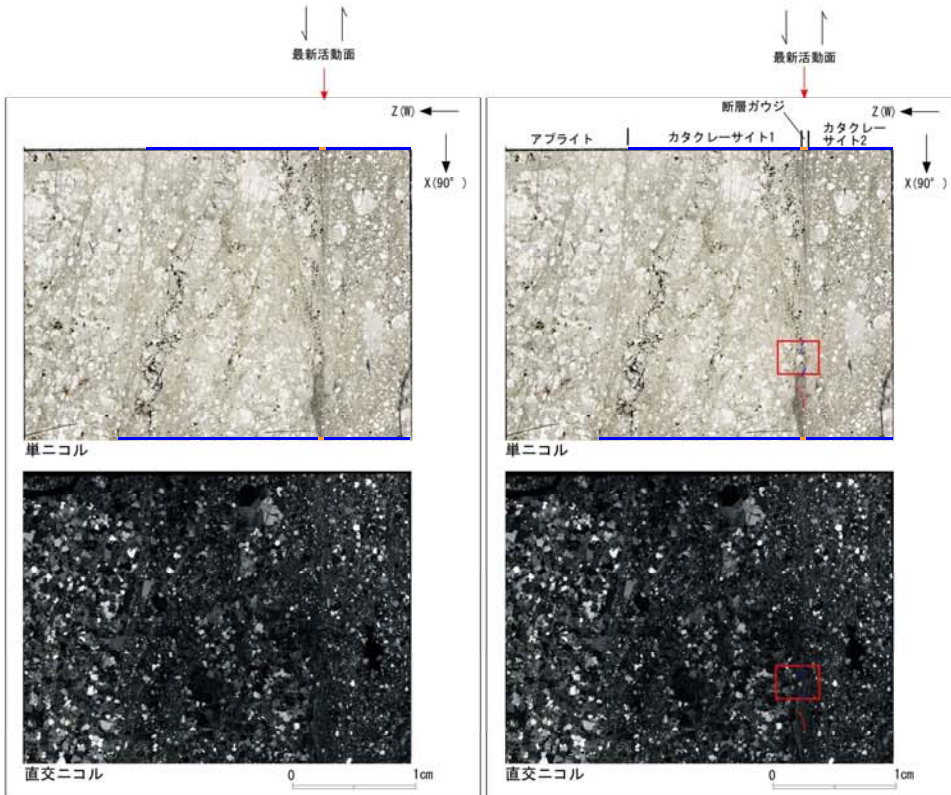 最新活動面
Z(W)
X(90°)
単ニコル
直交ニコル
0 1cm
最新活動面
断層ガウジ
Z(W)
アプライト
カタクレーサイト1
カタクレー
サイト2
X(90°)
単ニコル
直交ニコル
0 1cm